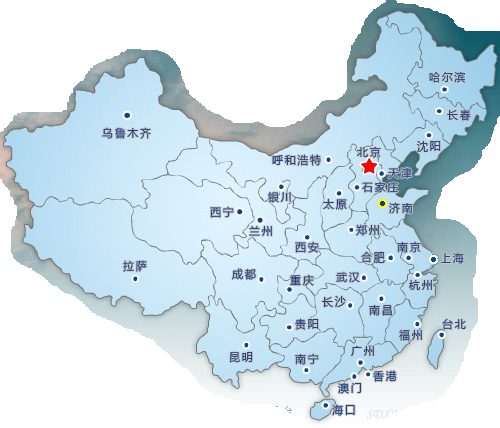 哈尔滨
长春
乌鲁木齐
沈阳
北京
呼和浩特
天津
石家庄
银川
太原
济南
西宁
兰州
郑州
西安
南京
合肥
上海
拉萨
成都
重庆
武汉
杭州
长沙
南昌
贵阳
台北
福州
昆明
广州
南宁
香港
澳门
海口